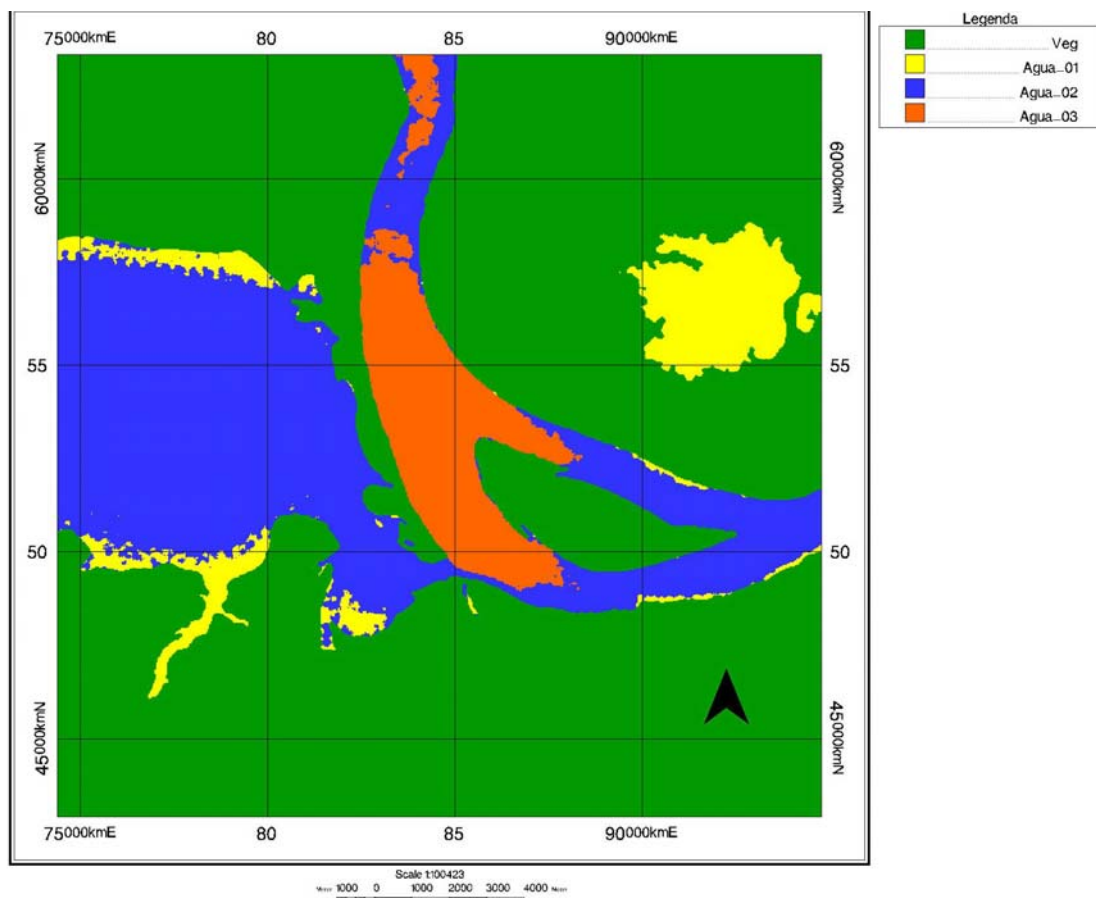 Legenda
Veg
Agua_01
Agua_02
Agua_03
75000kmE 80 85 90000kmE
60000kmN 60000kmN
55 55
50 50
45000kmN 45000kmN
75000kmE 80 85 90000kmE
Scale 1:100423
1000 0 1000 2000 3000 4000